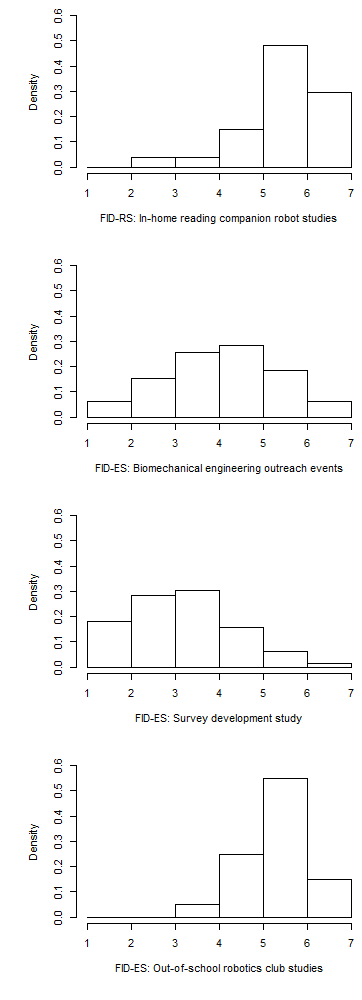 Density
0.0 0.1 0.2 0.3 0.4 0.5 0.6
1 2 3 4 5 6 7
FID-RS: In-home reading companion robot studies
Density
0.0 0.1 0.2 0.3 0.4 0.5 0.6
1 2 3 4 5 6 7
FID-ES: Biomechanical engineering outreach events
Density
0.0 0.1 0.2 0.3 0.4 0.5 0.6
1 2 3 4 5 6 7
FID-ES: Survey development study
Density
0.0 0.1 0.2 0.3 0.4 0.5 0.6
1 2 3 4 5 6 7
FID-ES: Out-of-school robotics club studies